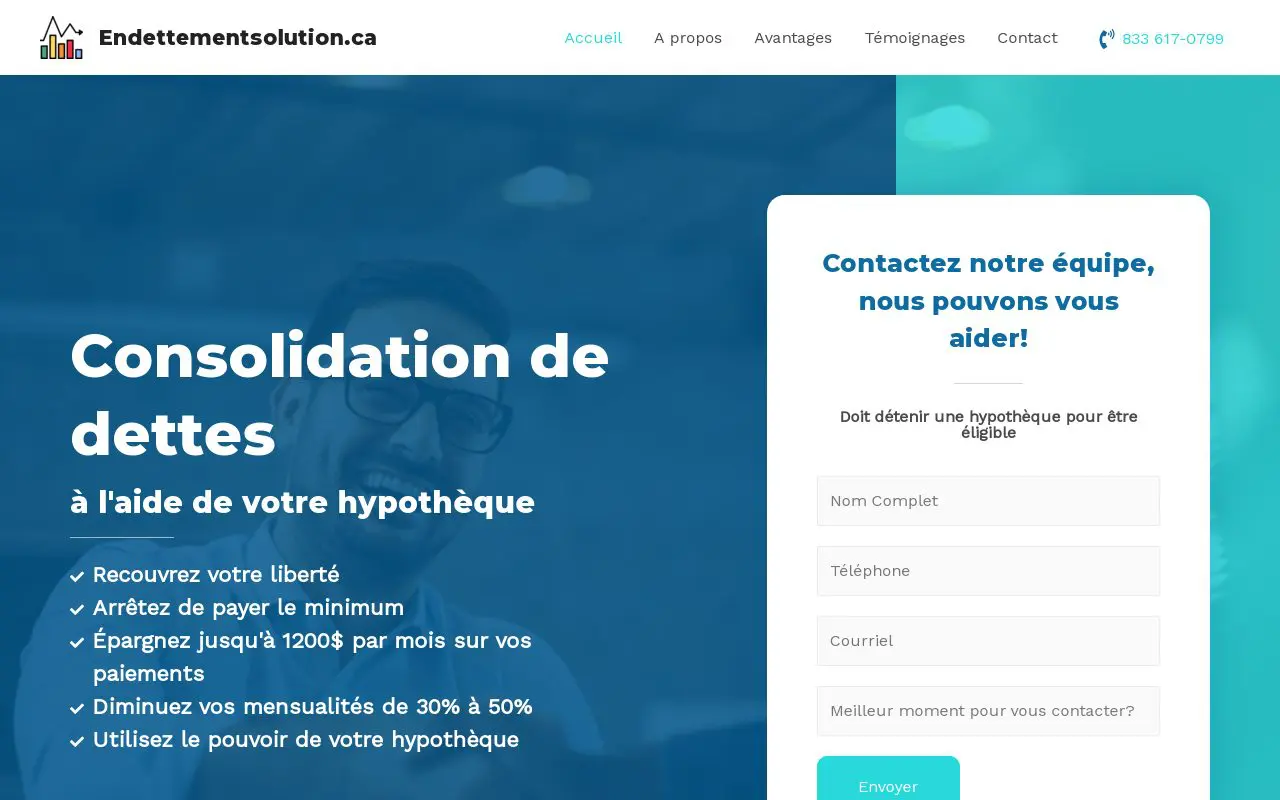 Endettementsolution.ca
Accueil
A propos
Avantages
Témoignages
Contact
833 617-0799
Consolidation de
dettes
à l'aide de votre hypothèque
Recouvrez votre liberté
Arrêtez de payer le minimum
Épargnez jusqu'à 1200$ par mois sur vos
paiements
Diminuez vos mensualités de 30% à 50%
Utilisez le pouvoir de votre hypothèque
Contactez notre équipe,
nous pouvons vous
aider!
Doit détenir une hypothèque pour être
éligible
Nom Complet
Téléphone
Courriel
Meilleur moment pour vous contacter?
Envoyer